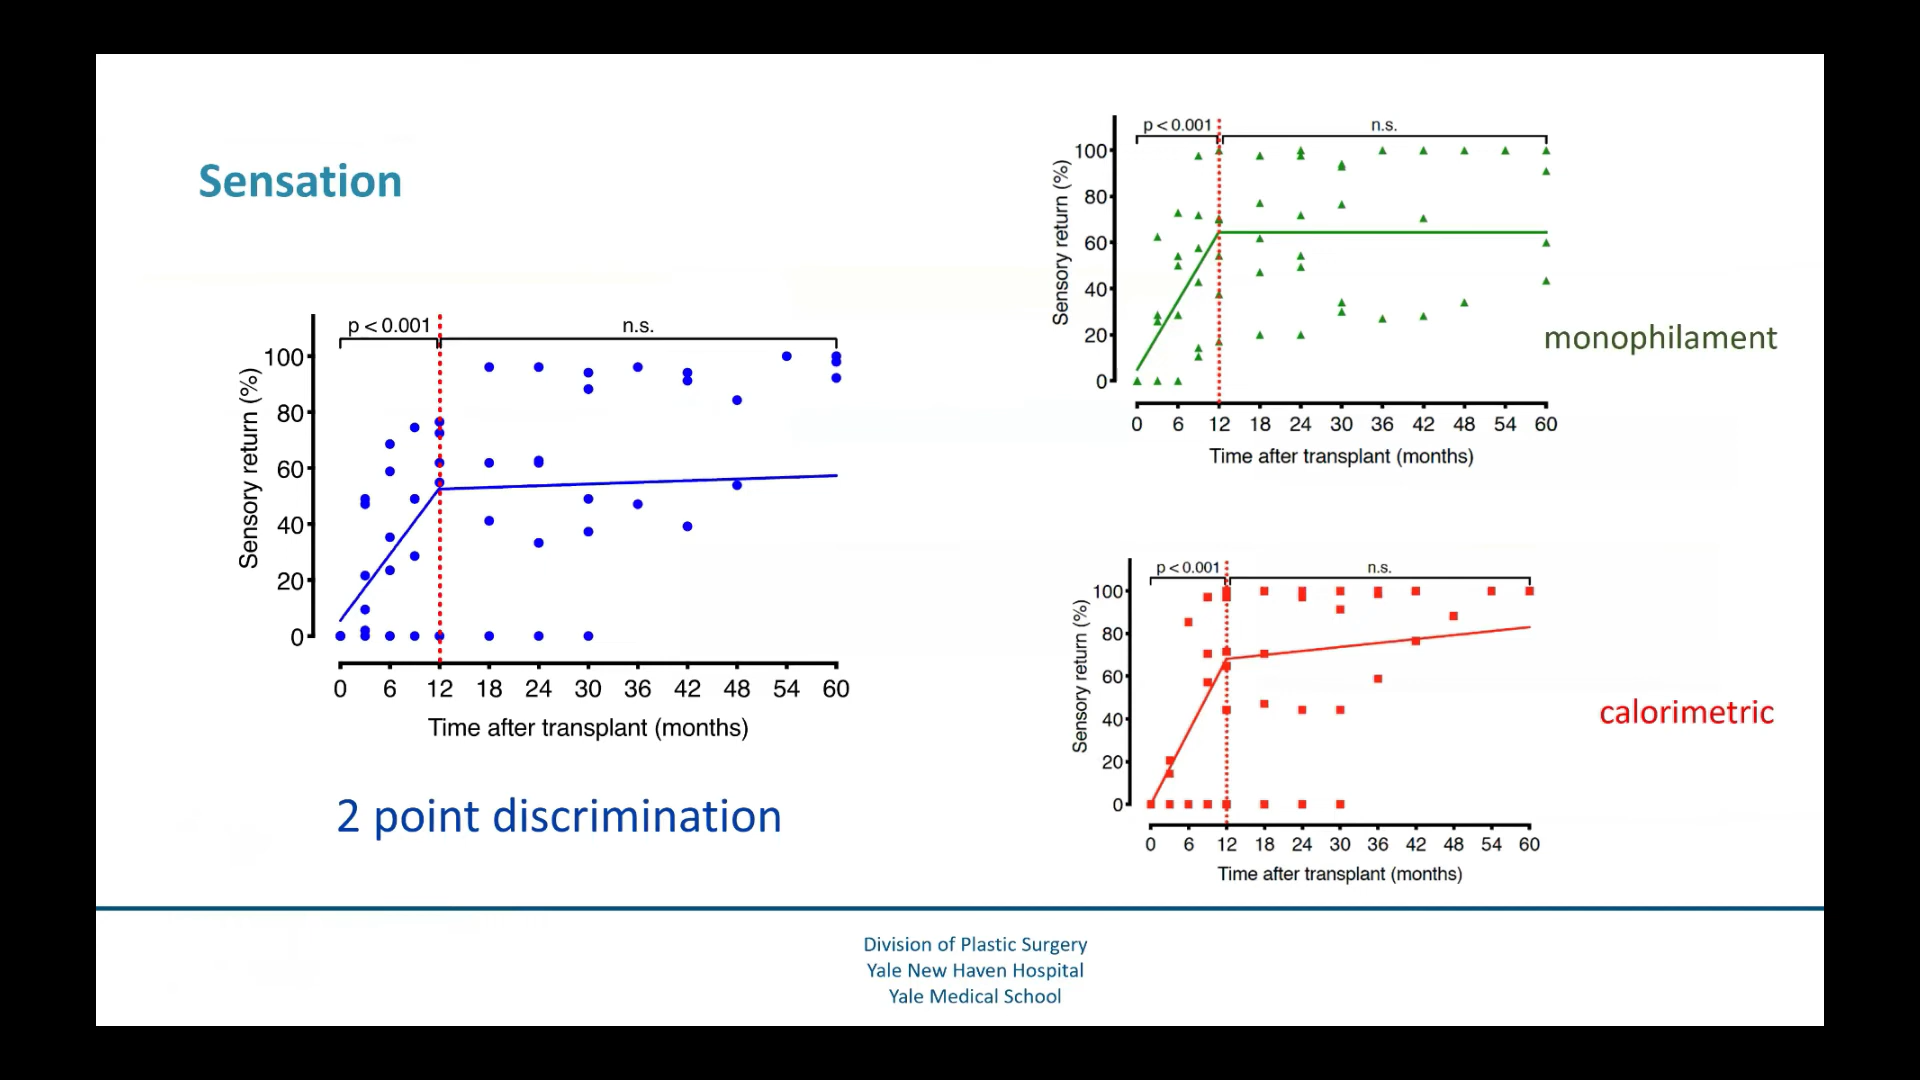 Sensation
p < 0.001
n.s.
Sensory return (%)
100
80
60
40
20
0
0 6 12 18 24 30 36 42 48 54 60
Time after transplant (months)
2 point discrimination
p < 0.001
n.s.
Sensory return (%)
100
80
60
40
20
0
0 6 12 18 24 30 36 42 48 54 60
Time after transplant (months)
monophilament
p < 0.001
n.s.
Sensory return (%)
100
80
60
40
20
0
0 6 12 18 24 30 36 42 48 54 60
Time after transplant (months)
calorimetric
Division of Plastic Surgery
Yale New Haven Hospital
Yale Medical School